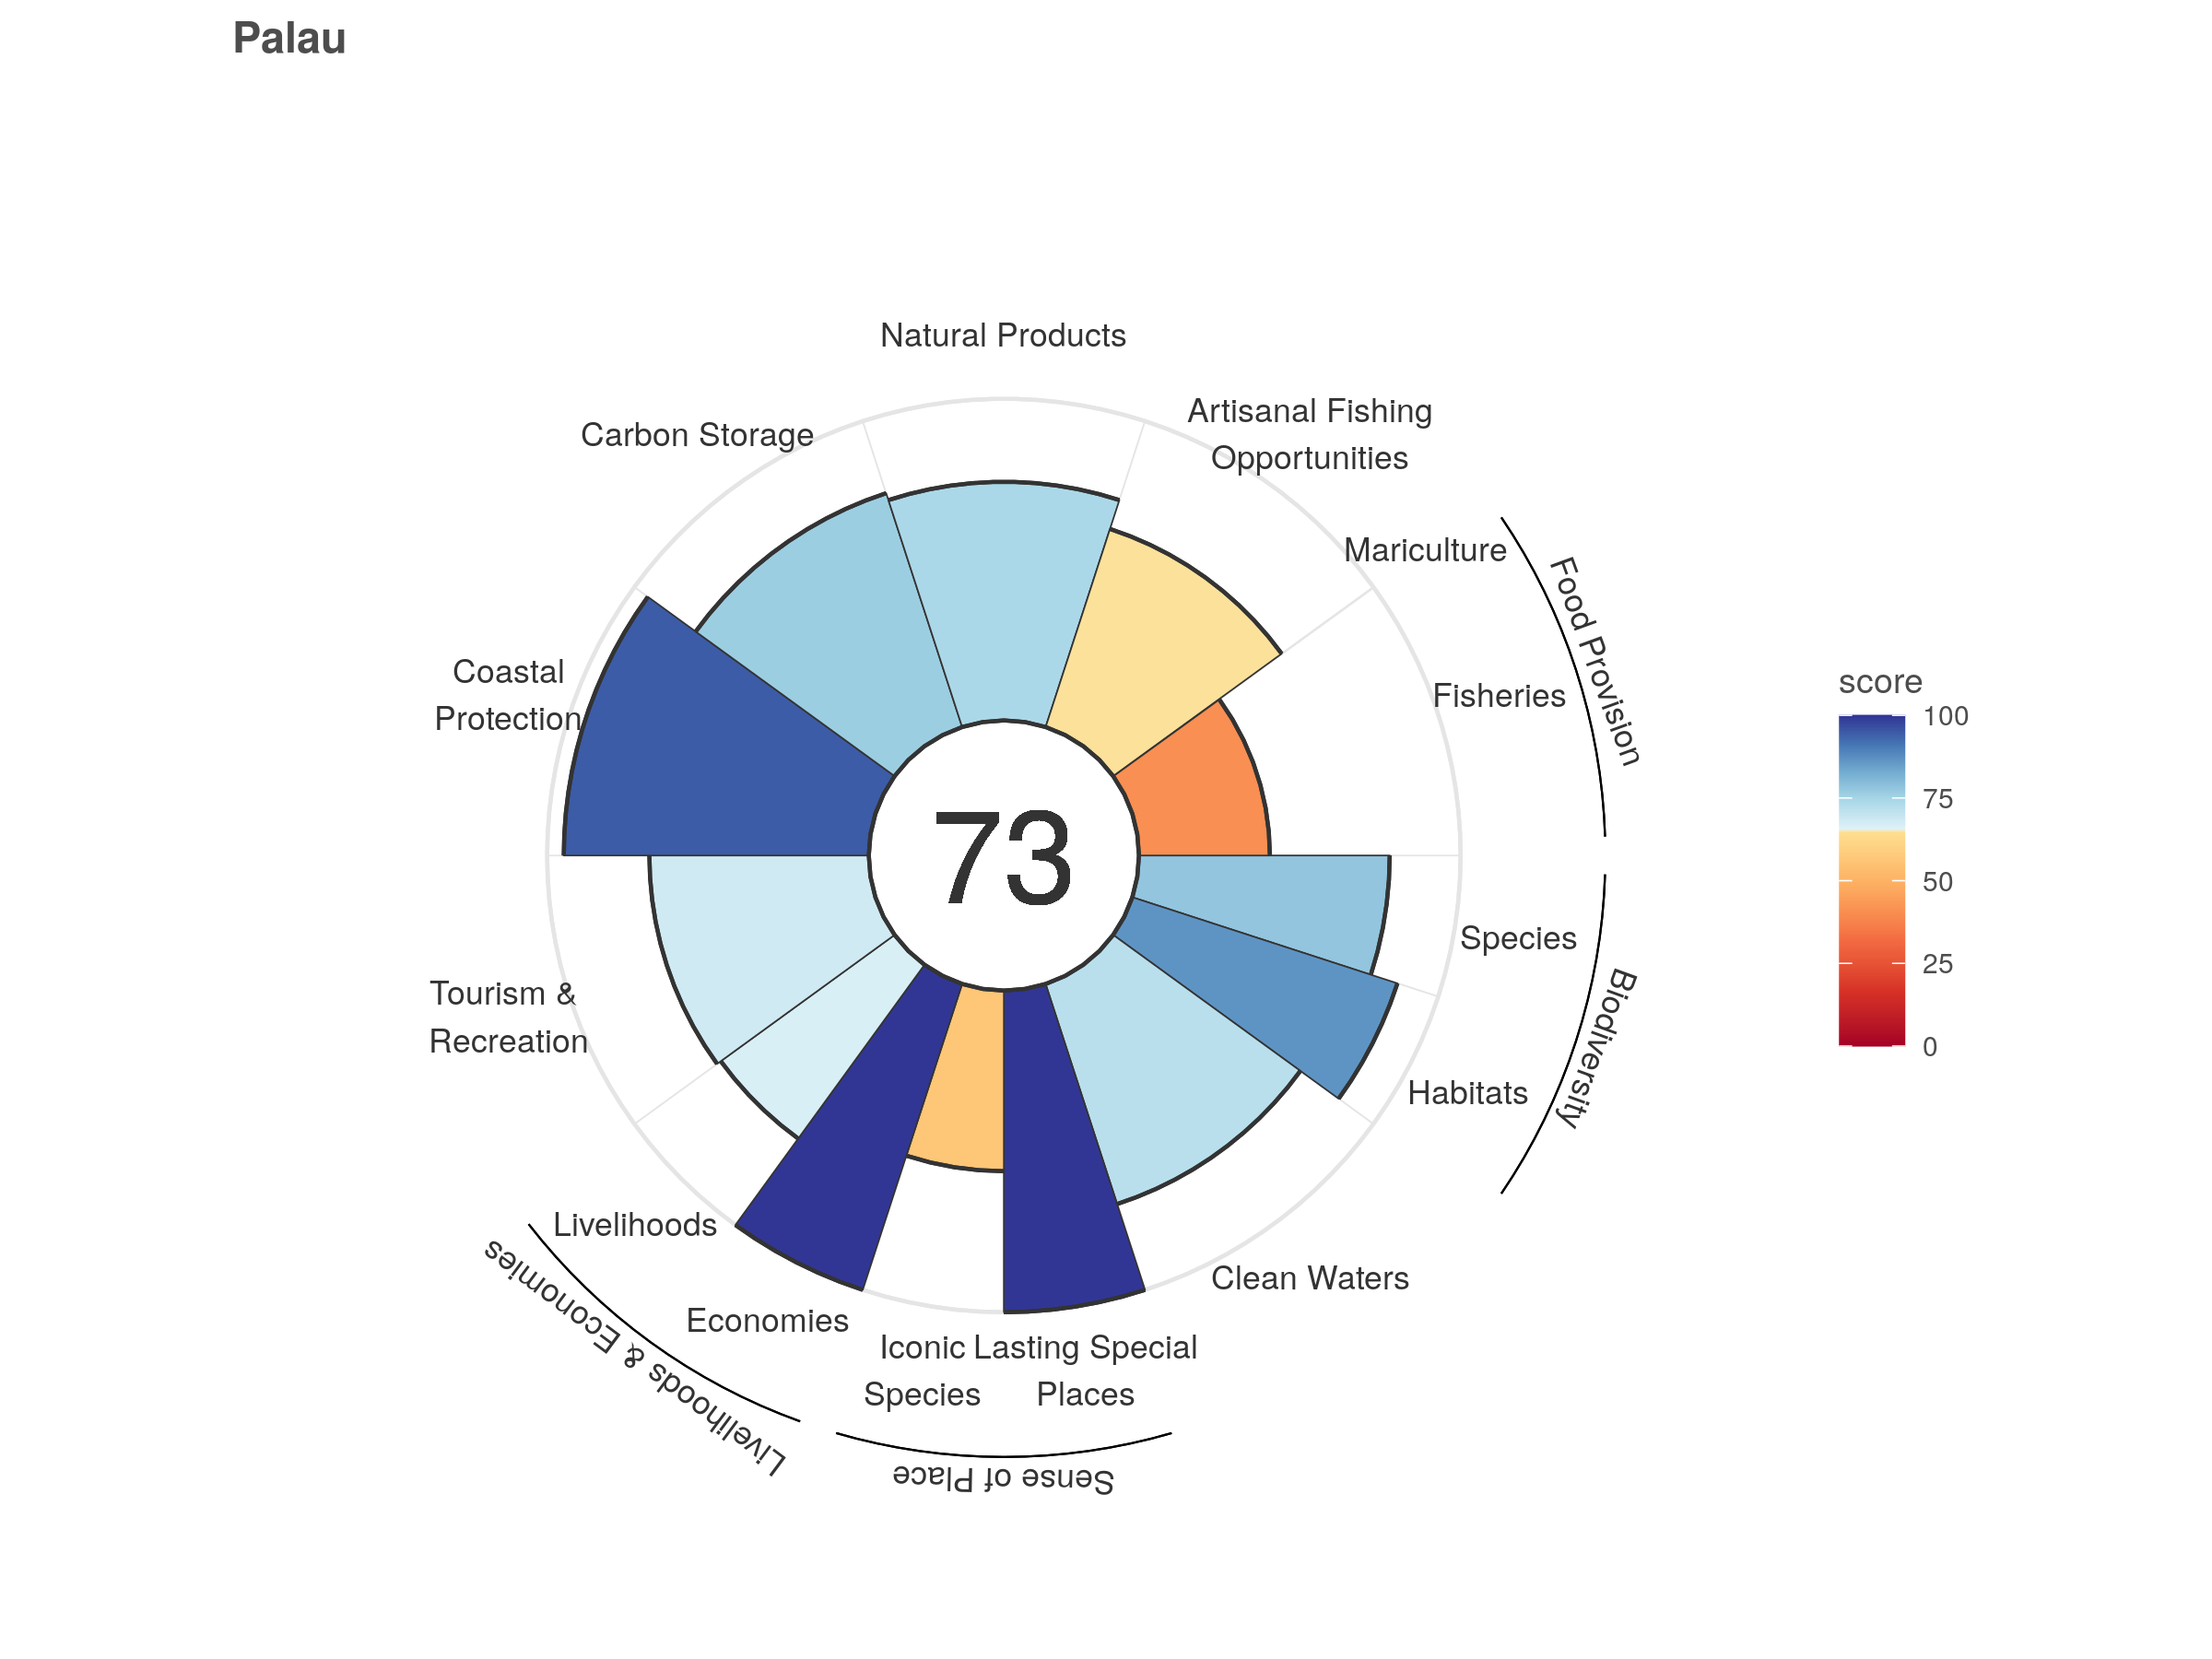 Palau
Natural Products
Artisanal Fishing
Opportunities
Carbon Storage
Mariculture
Food Provision
Fisheries
Coastal
Protection
73
score
100
75
50
25
0
Species
Biodiversity
Habitats
Tourism &
Recreation
Livelihoods
Livelihoods & Economies
Economies
Clean Waters
Iconic
Species
Lasting Special
Places
Sense of Place